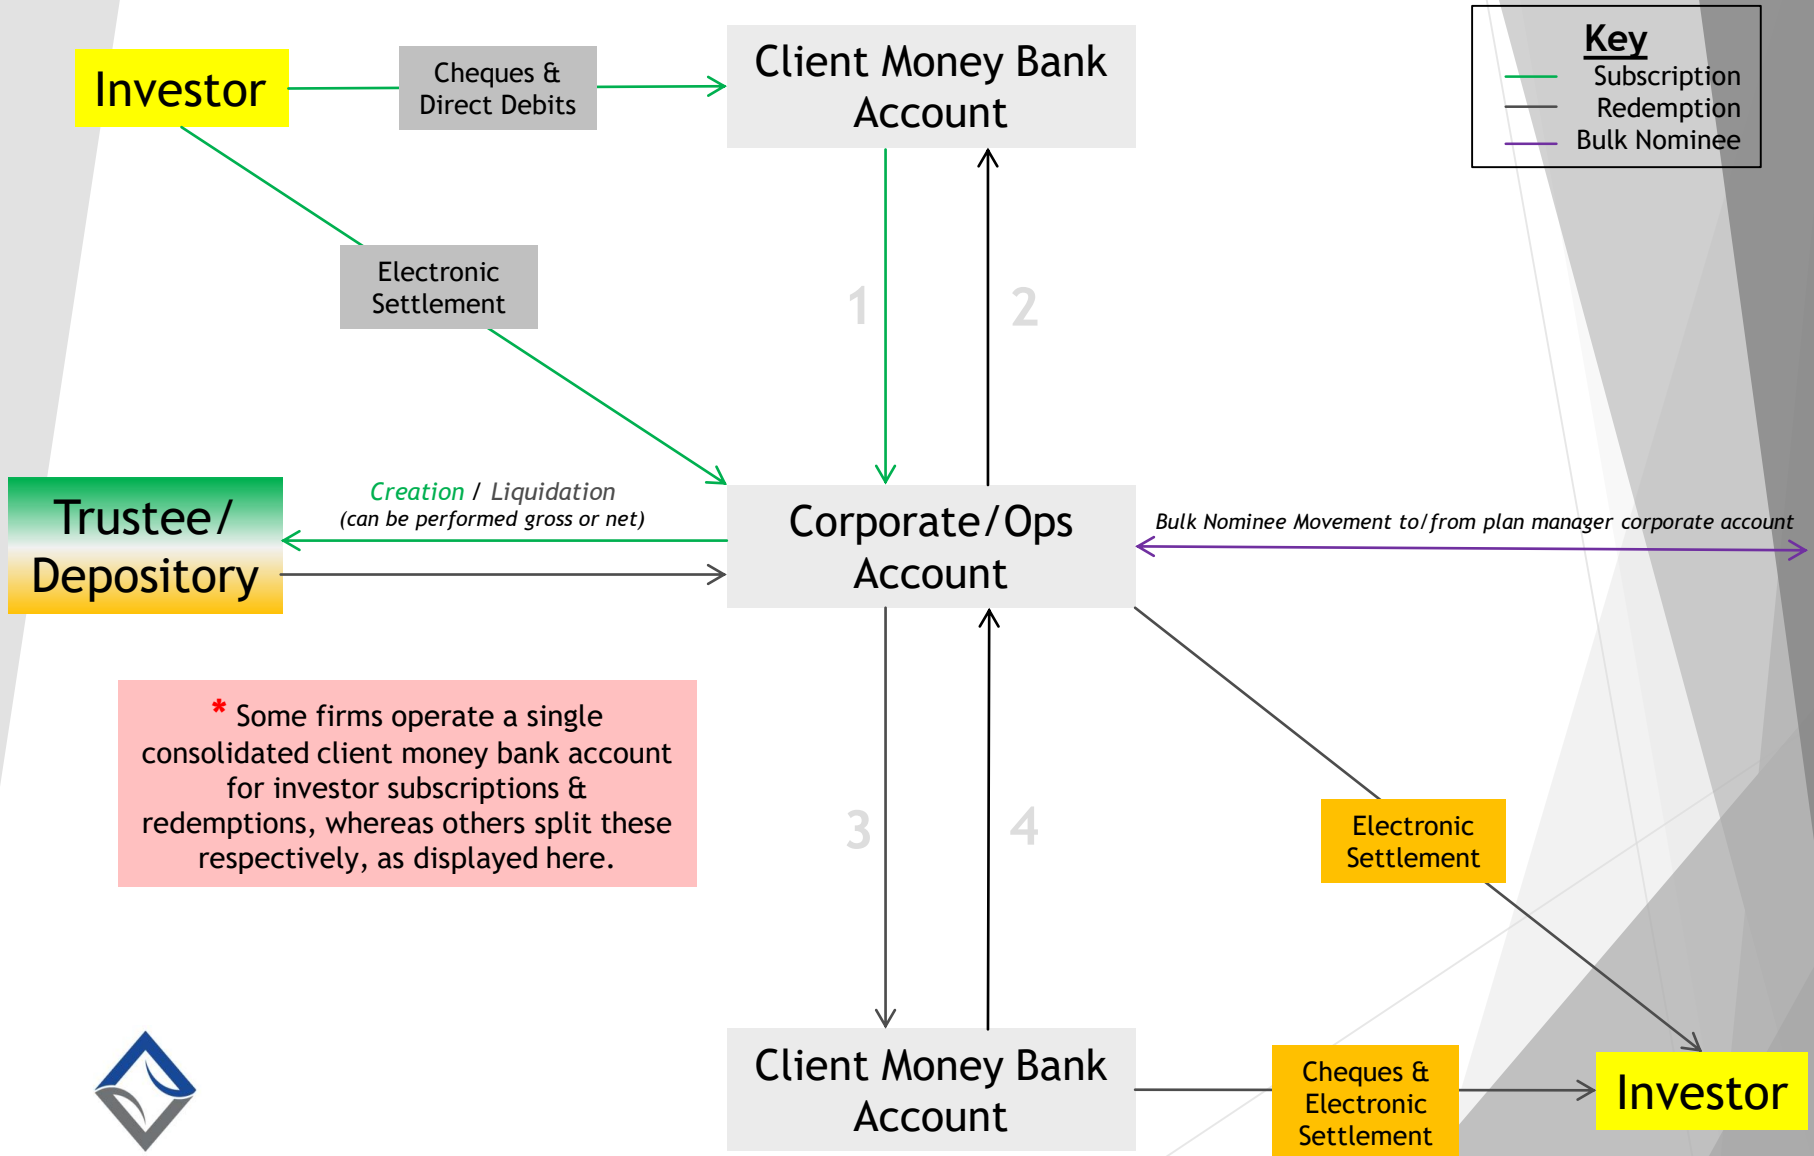 Investor
Cheques &
Direct Debits
Client Money Bank
Account
Key
Subscription
Redemption
Bulk Nominee
Electronic
Settlement
1
2
Trustee/
Depository
Creation / Liquidation
(can be performed gross or net)
Corporate/Ops
Account
Bulk Nominee Movement to/from plan manager corporate account
* Some firms operate a single
consolidated client money bank account
for investor subscriptions &
redemptions, whereas others split these
respectively, as displayed here.
3
4
Electronic
Settlement
Client Money Bank
Account
Cheques &
Electronic
Settlement
Investor